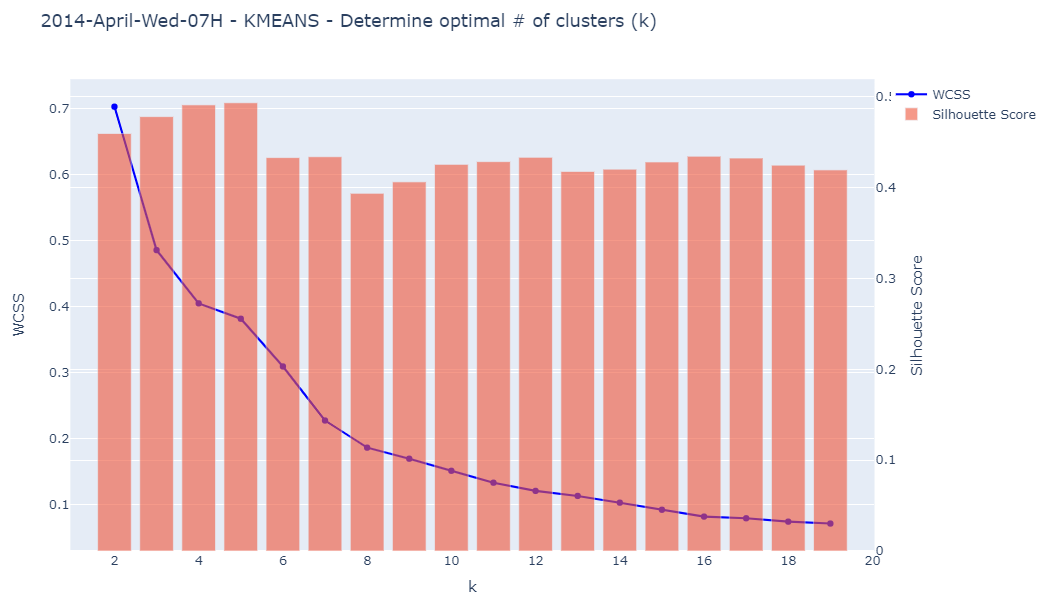 2014-April-Wed-07H - KMEANS - Determine optimal # of clusters (k)
WCSS
Silhouette Score
0.7
0.6
0.5
0.4
0.3
0.2
0.1
WCSS
0.4
0.3
0.2
0.1
0
Silhouette Score
2 4 6 8 10 12 14 16 18 20
k